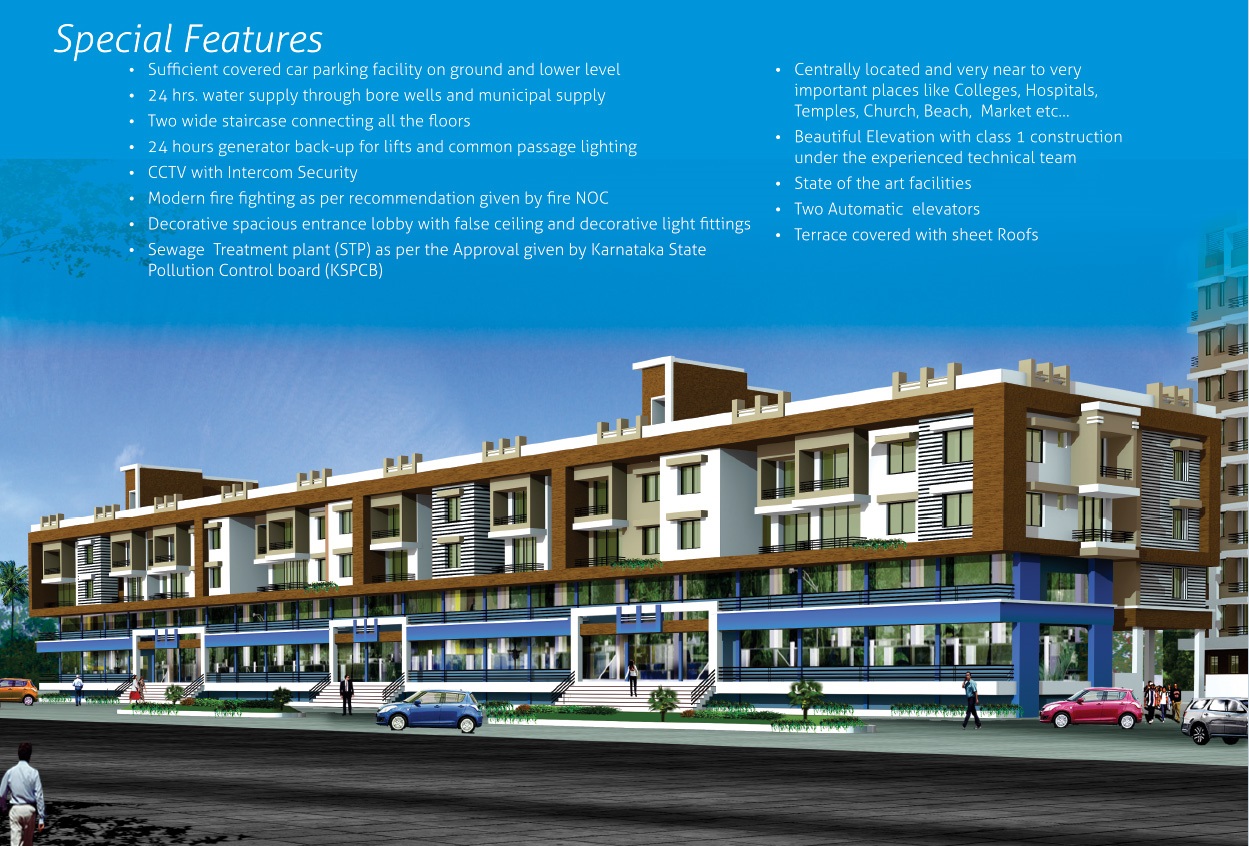 Special Features
• Sufficient covered car parking facility on ground and lower level
• 24 hrs. water supply through bore wells and municipal supply
• Two wide staircase connecting all the floors
• 24 hours generator back-up for lifts and common passage lighting
• CCTV with Intercom Security
• Modern fire fighting as per recommendation given by fire NOC
• Decorative spacious entrance lobby with false ceiling and decorative light fittings
• Sewage Treatment plant (STP) as per the Approval given by Karnataka State
Pollution Control board (KSPCB)
• Centrally located and very near to very
important places like Colleges, Hospitals,
Temples, Church, Beach, Market etc...
• Beautiful Elevation with class 1 construction
under the experienced technical team
• State of the art facilities
• Two Automatic elevators
• Terrace covered with sheet Roofs